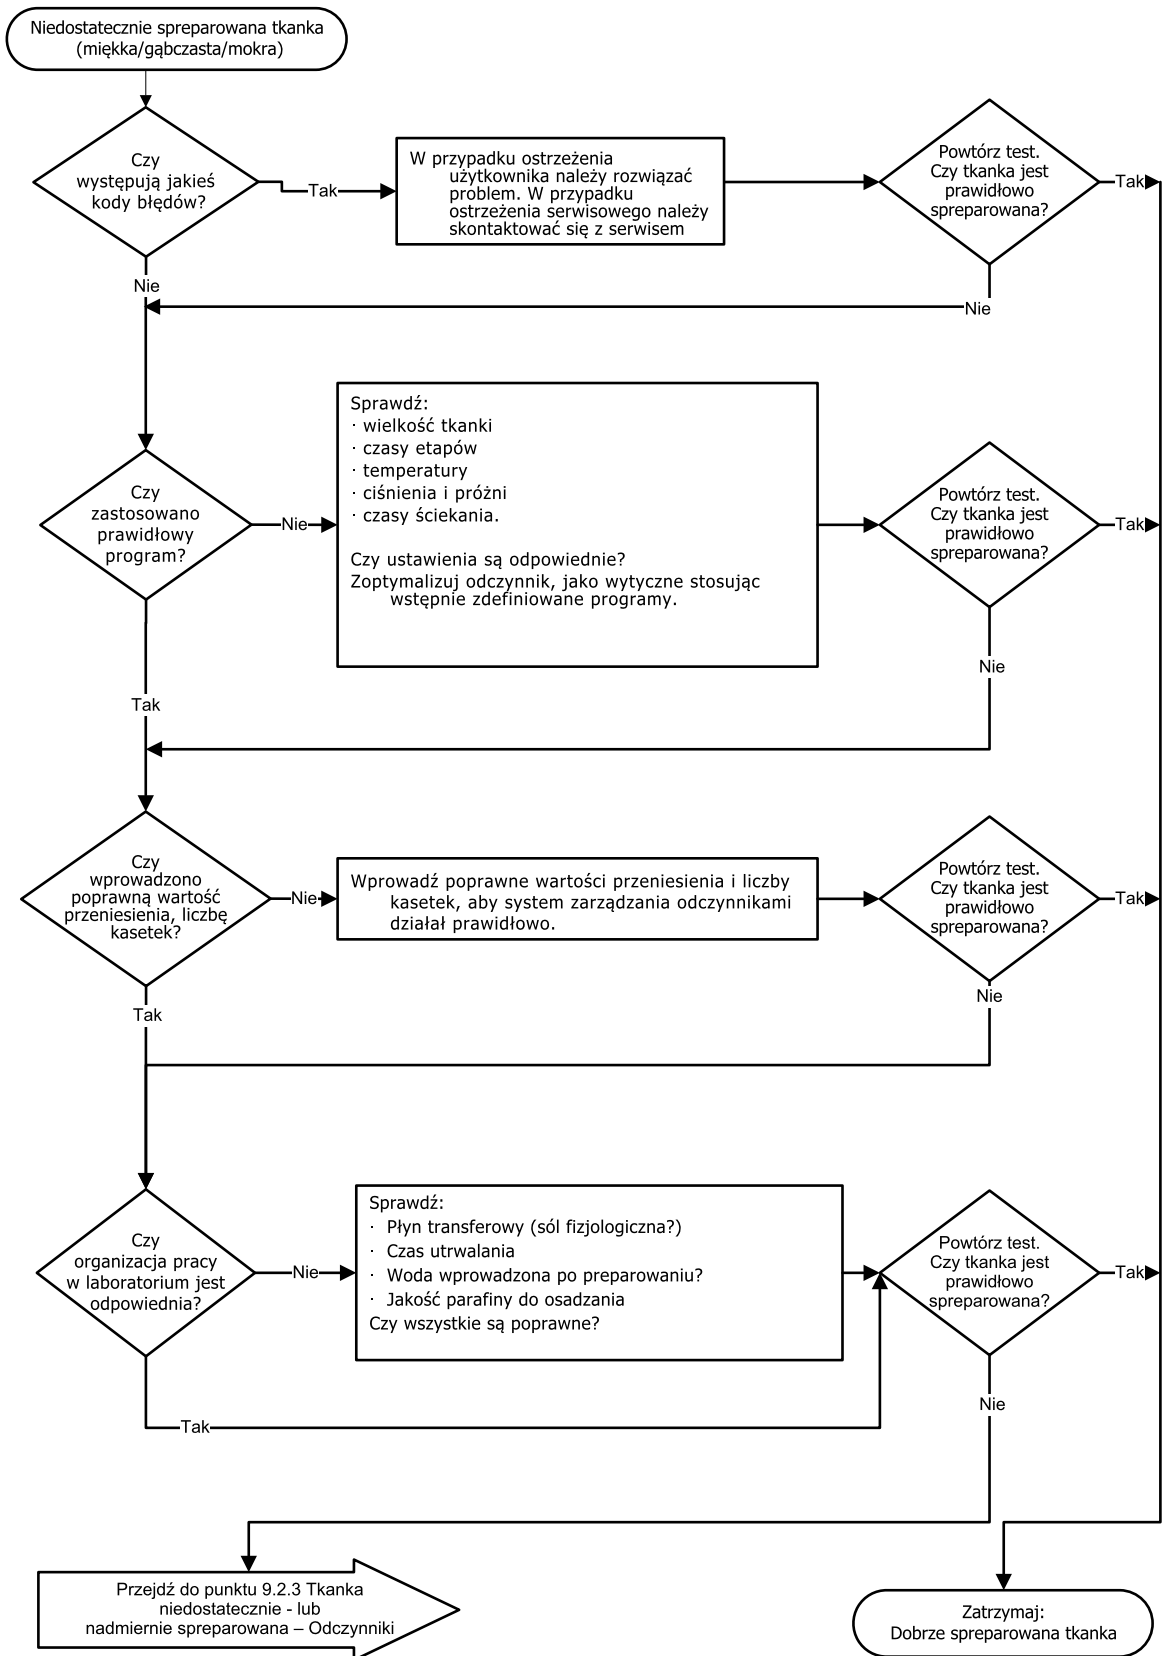 Niedostatecznie spreparowana tkanka
(miękka/gąbczasta/mokra)
Czy
występują jakieś
kody błędów?
Tak
W przypadku ostrzeżenia
użytkownika należy rozwiązać
problem. W przypadku
ostrzeżenia serwisowego należy
skontaktować się z serwisem
Powtórz test.
Czy tkanka jest
prawidłowo
spreparowana?
Tak
Nie
Nie
Czy
zastosowano
prawidłowy
program?
Nie
Sprawdź:
· wielkość tkanki
· czasy etapów
· temperatury
· ciśnienia i próżni
· czasy ściekania.
Czy ustawienia są odpowiednie?
Zoptymalizuj odczynnik, jako wytyczne stosując
wstępnie zdefiniowane programy.
Powtórz test.
Czy tkanka jest
prawidłowo
spreparowana?
Tak
Nie
Tak
Czy
wprowadzono
poprawną wartość
przeniesienia, liczbę
kasetek?
Nie
Wprowadź poprawne wartości przeniesienia i liczby
kasetek, aby system zarządzania odczynnikami
działał prawidłowo.
Powtórz test.
Czy tkanka jest
prawidłowo
spreparowana?
Tak
Nie
Tak
Czy
organizacja pracy
w laboratorium jest
odpowiednia?
Nie
Sprawdź:
· Płyn transferowy (sól fizjologiczna?)
· Czas utrwalania
· Woda wprowadzona po preparowaniu?
· Jakość parafiny do osadzania
Czy wszystkie są poprawne?
Powtórz test.
Czy tkanka jest
prawidłowo
spreparowana?
Tak
Nie
Tak
Przejdź do punktu 9.2.3 Tkanka
niedostatecznie - lub
nadmiernie spreparowana – Odczynniki
Zatrzymaj:
Dobrze spreparowana tkanka